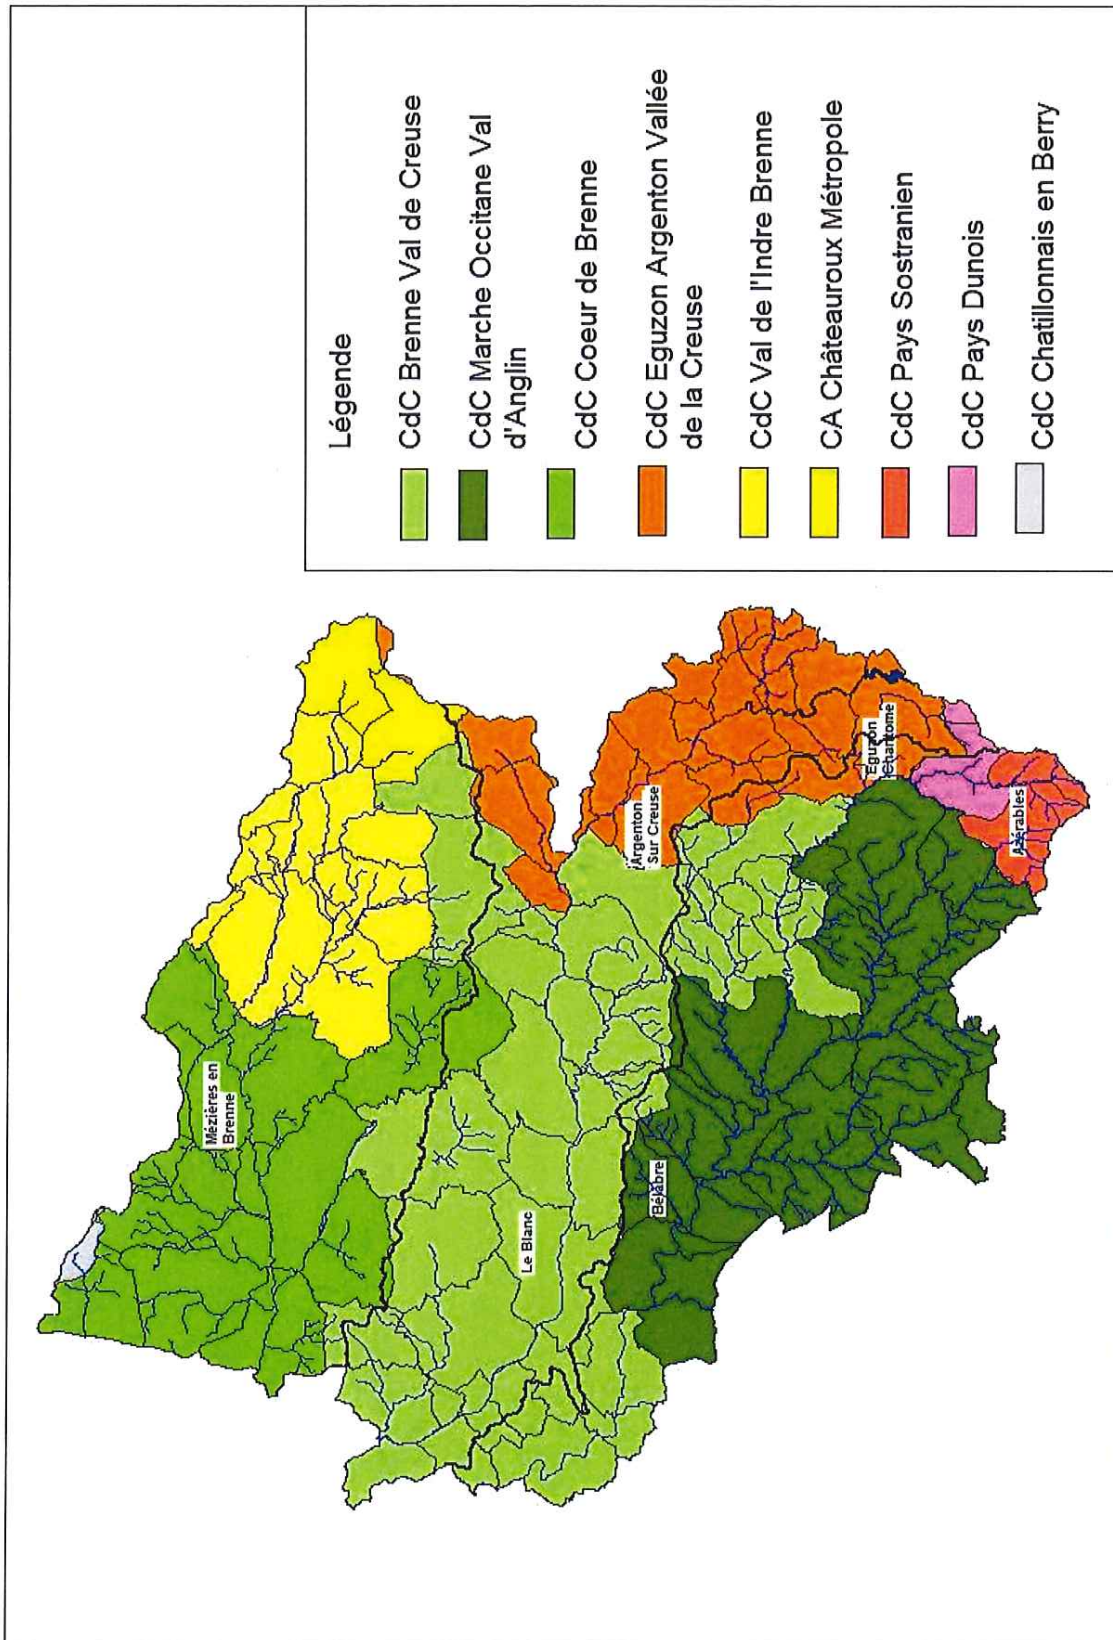 Légende
CdC Brenne Val de Creuse
CdC Marche Occitane Val
d'Anglin
CdC Coeur de Brenne
CdC Eguzon Argenton Vallée
de la Creuse
CdC Val de l'Indre Brenne
CA Châteauroux Métropole
CdC Pays Sostranien
CdC Pays Dunois
CdC Chatillonnais en Berry
Mézières en
Brenne
Le Blanc
Bélâbre
Argenton
Sur Creuse
Eguzon
Chantome
Azérables